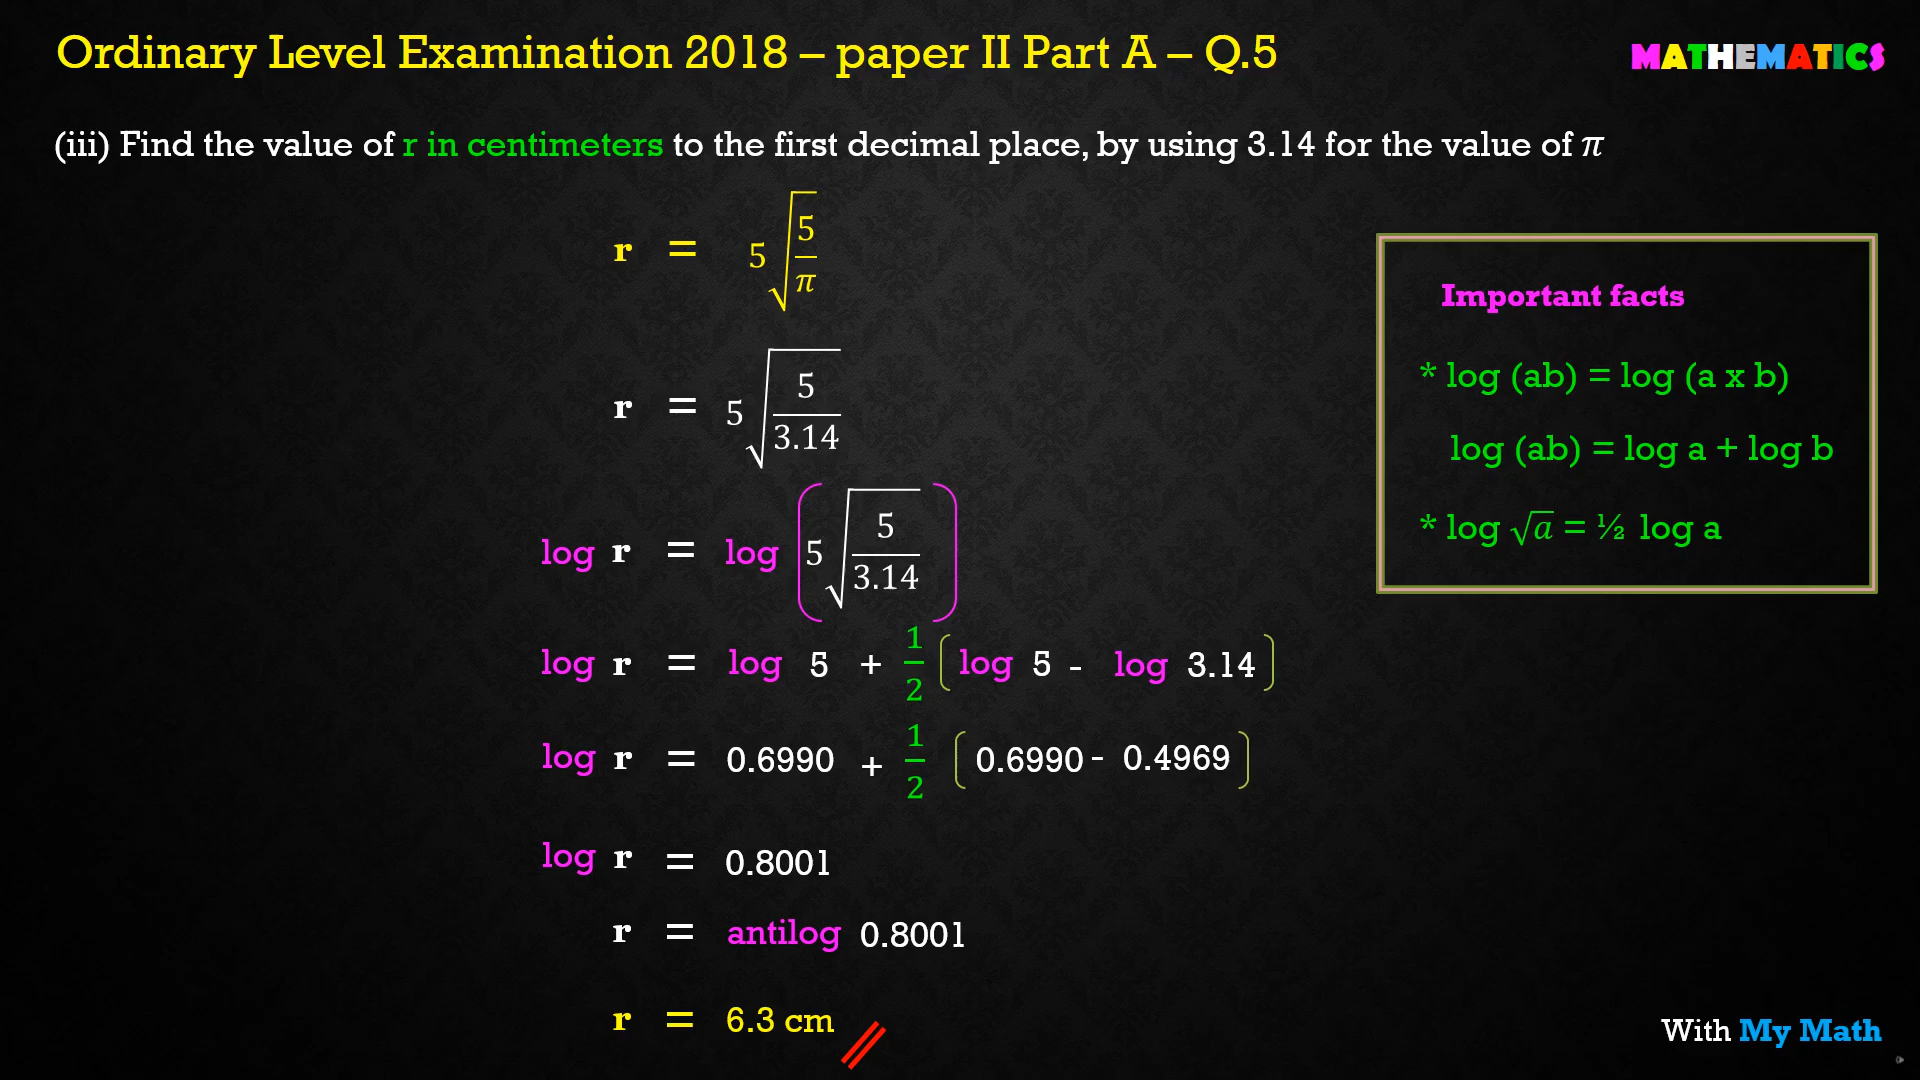 Ordinary Level Examination 2018 – paper II Part A – Q.5
MATHEMATICS
(iii) Find the value of r in centimeters to the first decimal place, by using 3.14 for the value of π
r = 5√(5/π)
r = 5√(5/3.14)
log r = log (5√(5/3.14))
log r = log 5 + 1/2 (log 5 - log 3.14)
log r = 0.6990 + 1/2 (0.6990 - 0.4969)
log r = 0.8001
r = antilog 0.8001
r = 6.3 cm
Important facts
* log (ab) = log (a x b)
log (ab) = log a + log b
* log √a = ½ log a
With My Math